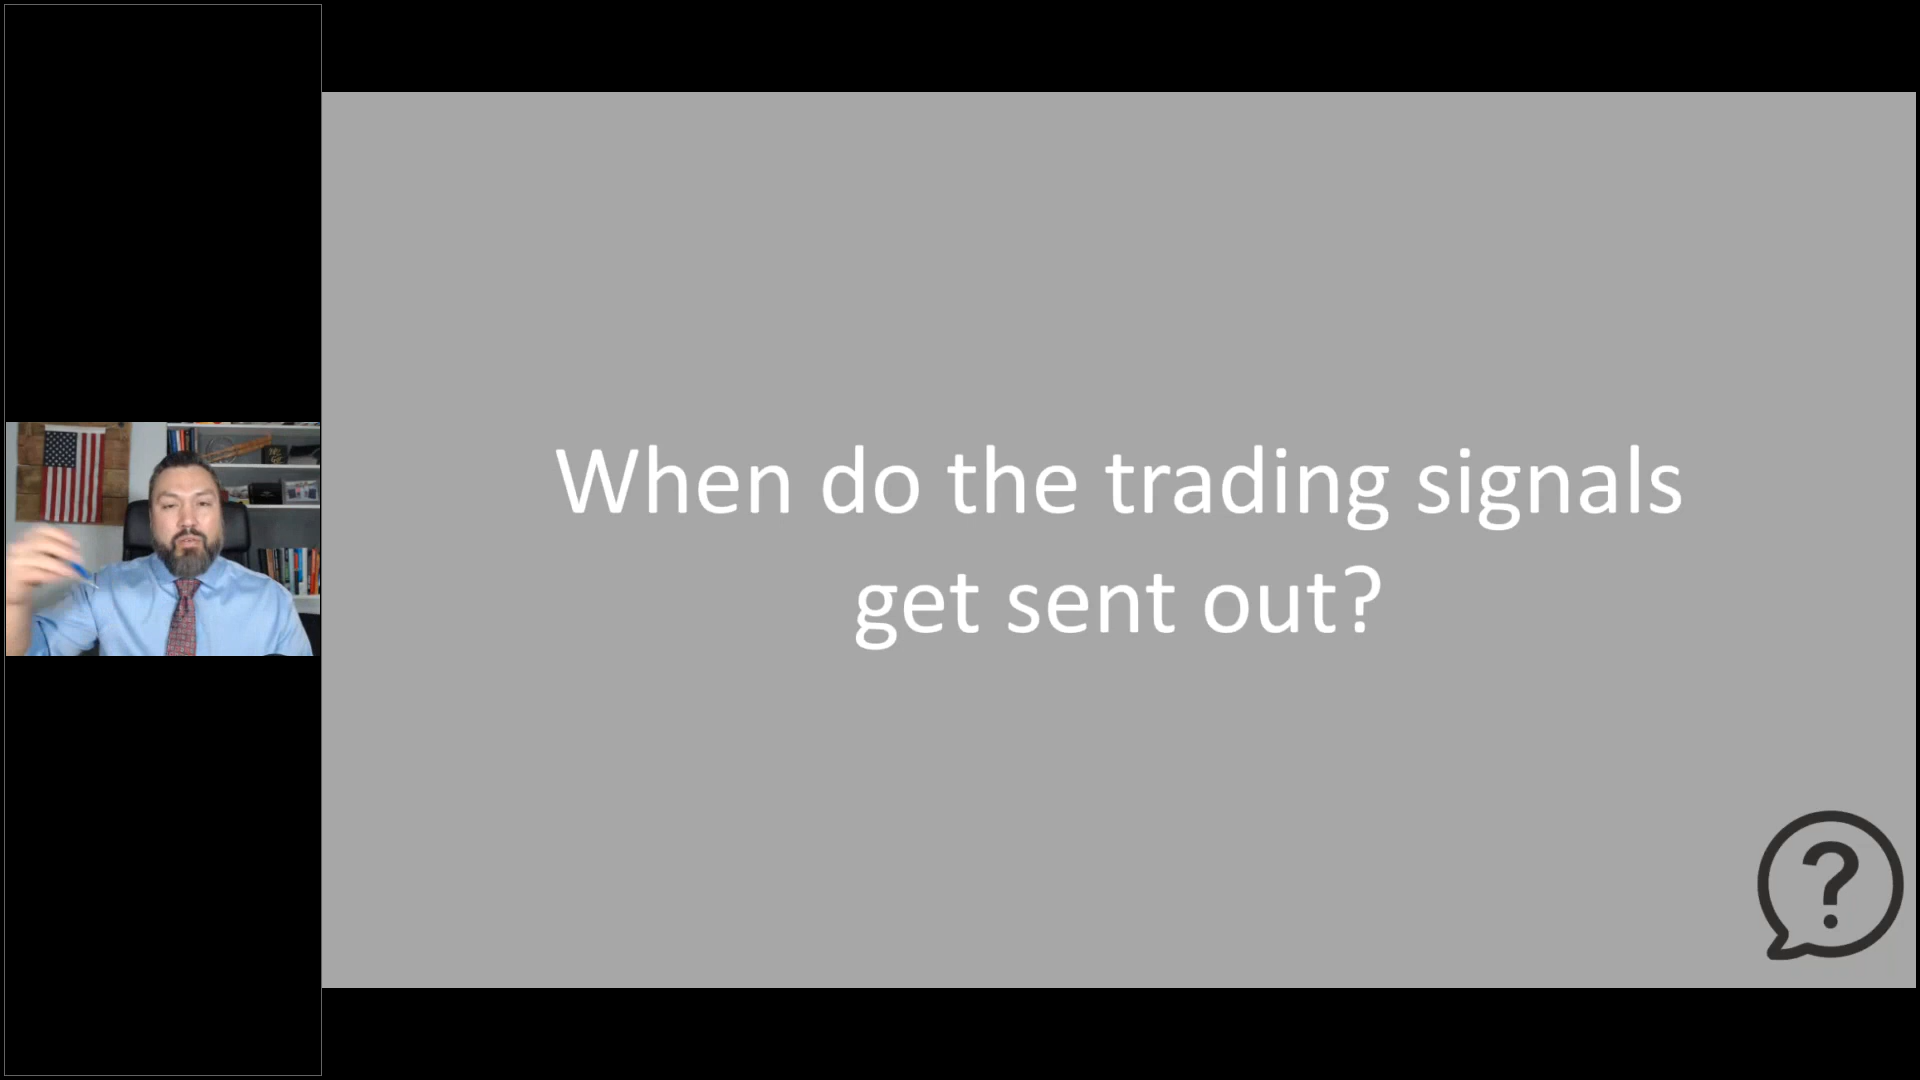 When do the trading signals
get sent out?
?